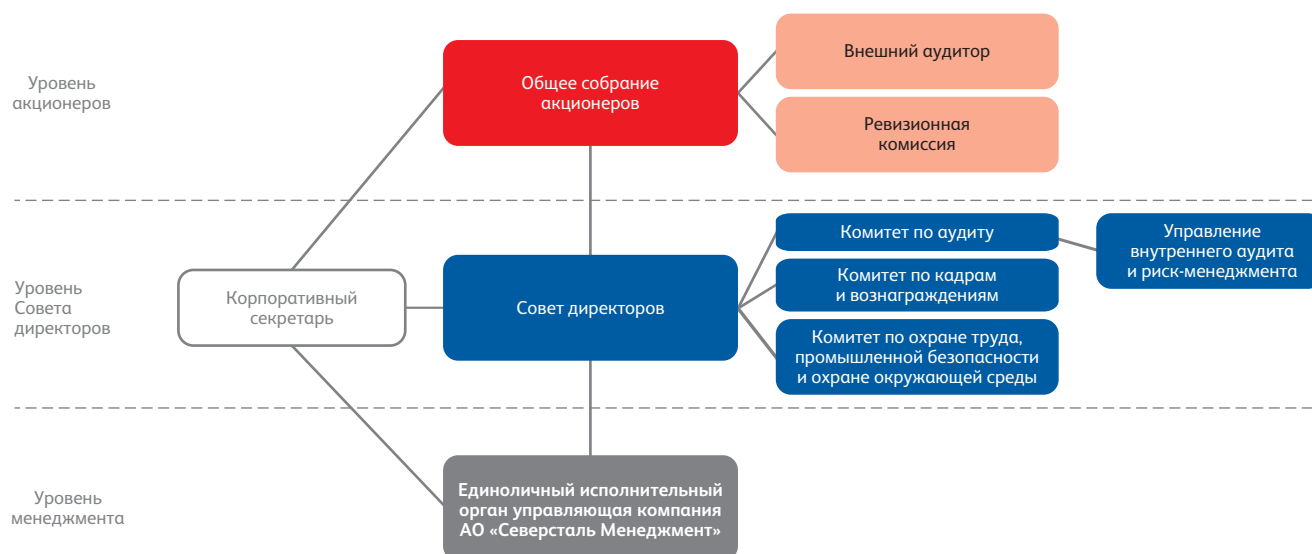 Уровень
акционеров
Общее собрание
акционеров
Внешний аудитор
Ревизионная
комиссия
Уровень
Совета
директоров
Корпоративный
секретарь
Совет директоров
Комитет по аудиту
Комитет по кадрам
и вознаграждениям
Комитет по охране труда,
промышленной безопасности
и охране окружающей среды
Управление
внутреннего аудита
и риск-менеджмента
Уровень
менеджмента
Единоличный исполнительный
орган управляющая компания
АО «Северсталь Менеджмент»